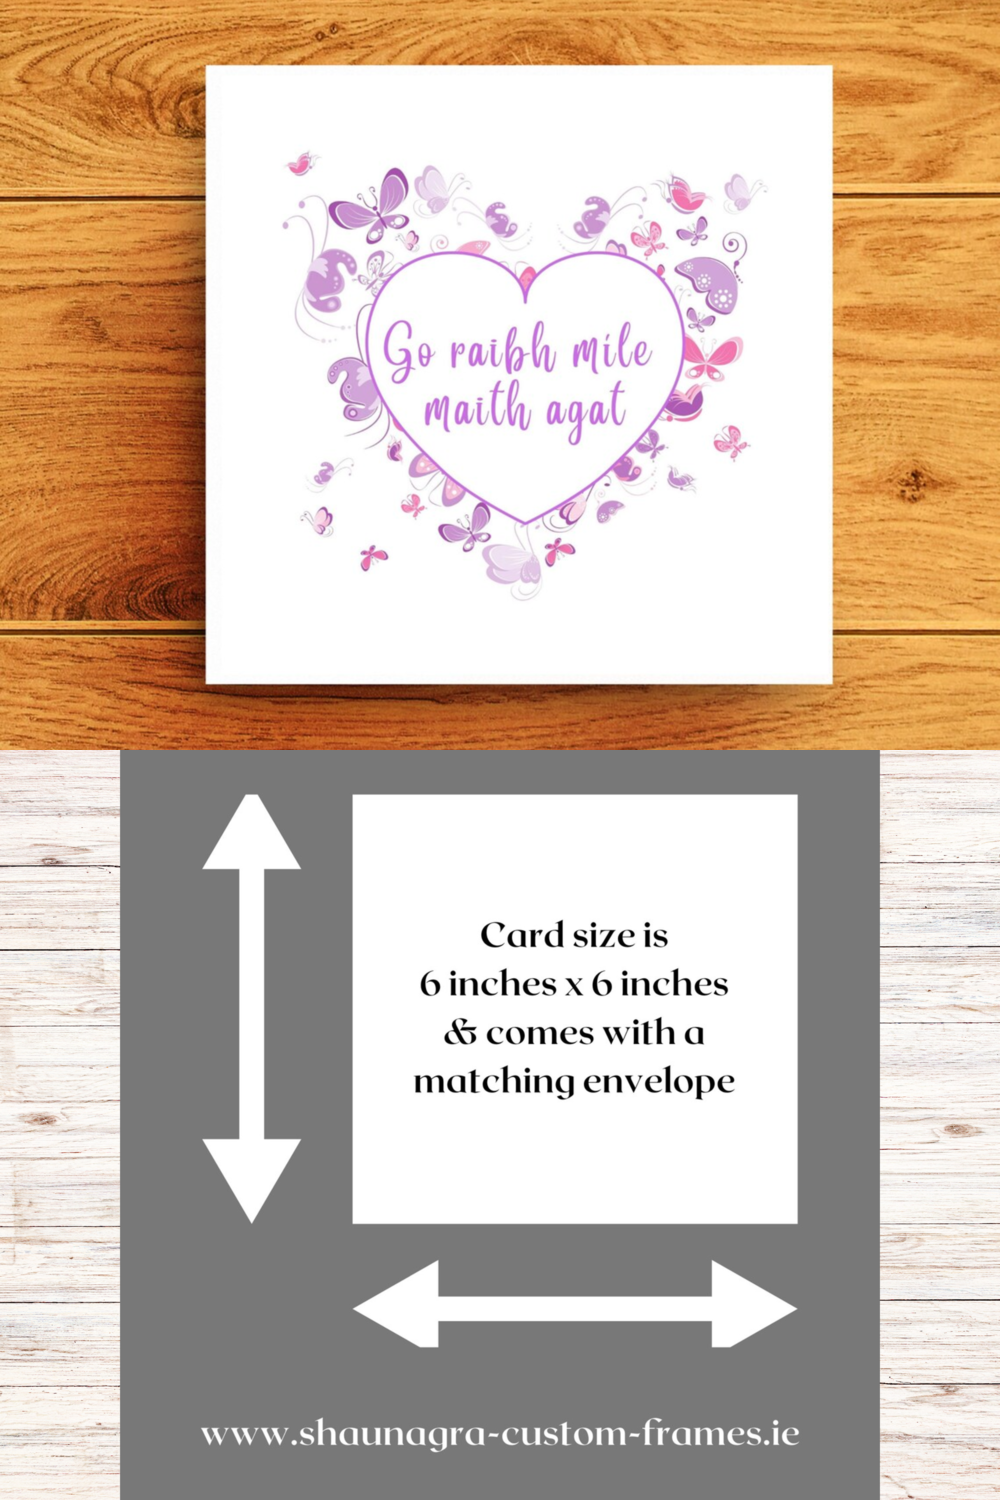 Go raibh míle
maith agat
Card size is
6 inches x 6 inches
& comes with a
matching envelope
www.shaunagra-custom-frames.ie